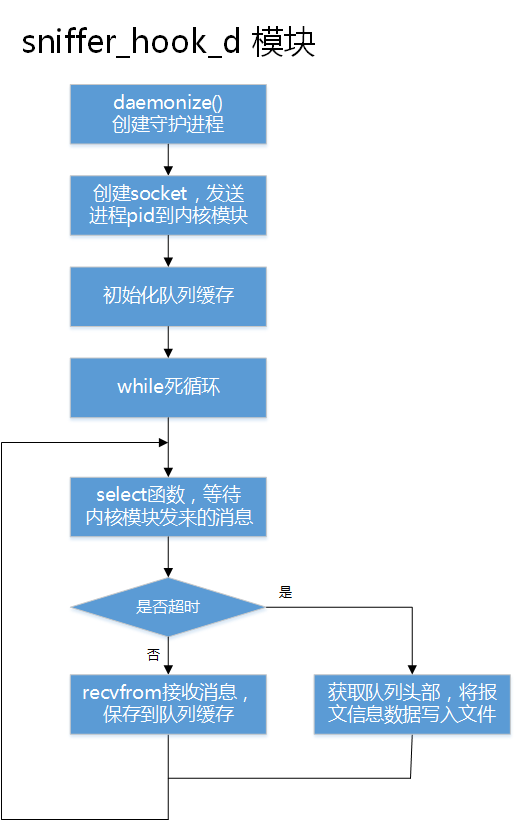 sniffer_hook_d 模块
daemonize()
创建守护进程
创建socket，发送
进程pid到内核模块
初始化队列缓存
while死循环
select函数，等待
内核模块发来的消息
是否超时
是
否
recvfrom接收消息，
保存到队列缓存
获取队列头部，将报
文信息数据写入文件